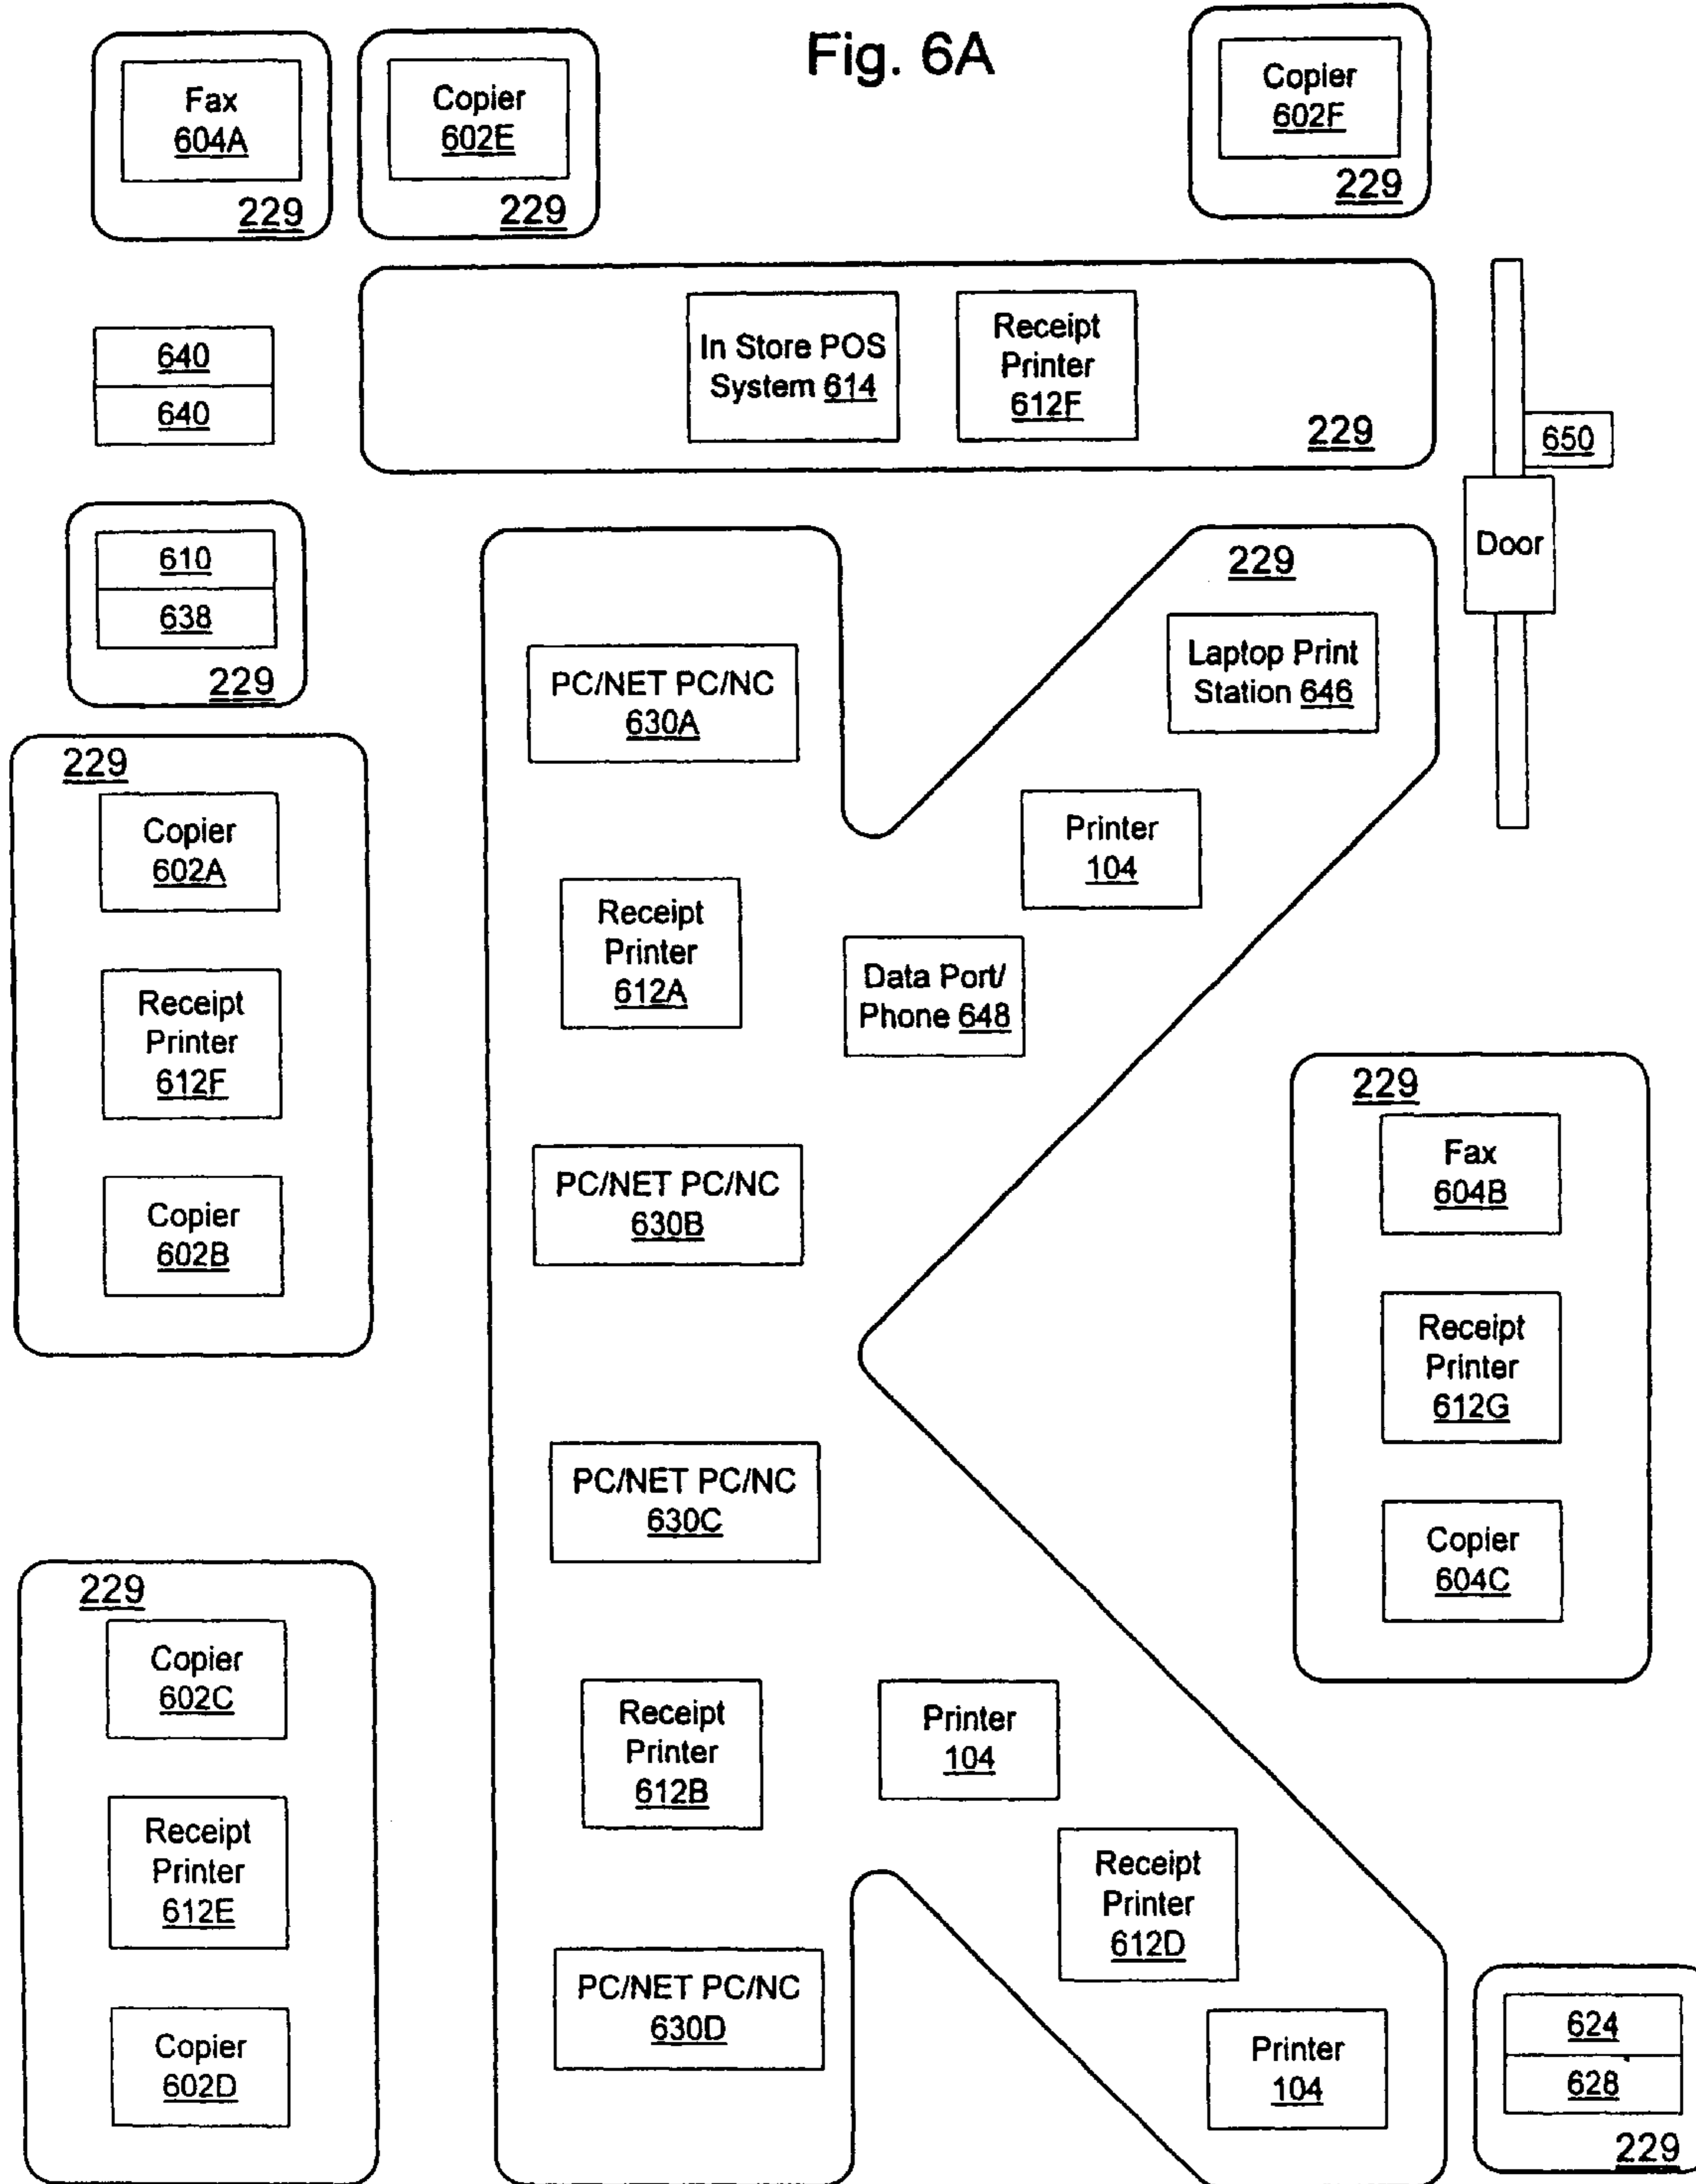 Fig. 6A
Fax
604A
229
Copier
602E
229
Copier
602F
229
640
640
In Store POS
System 614
Receipt
Printer
612F
229
650
Door
610
638
229
229
Copier
602A
Receipt
Printer
612F
Copier
602B
229
Copier
602C
Receipt
Printer
612E
Copier
602D
229
Laptop Print
Station 646
PC/NET PC/NC
630A
Printer
104
Receipt
Printer
612A
Data Port/
Phone 648
PC/NET PC/NC
630B
PC/NET PC/NC
630C
Receipt
Printer
612B
Printer
104
Receipt
Printer
612D
PC/NET PC/NC
630D
Printer
104
229
Fax
604B
Receipt
Printer
612G
Copier
604C
624
628
229